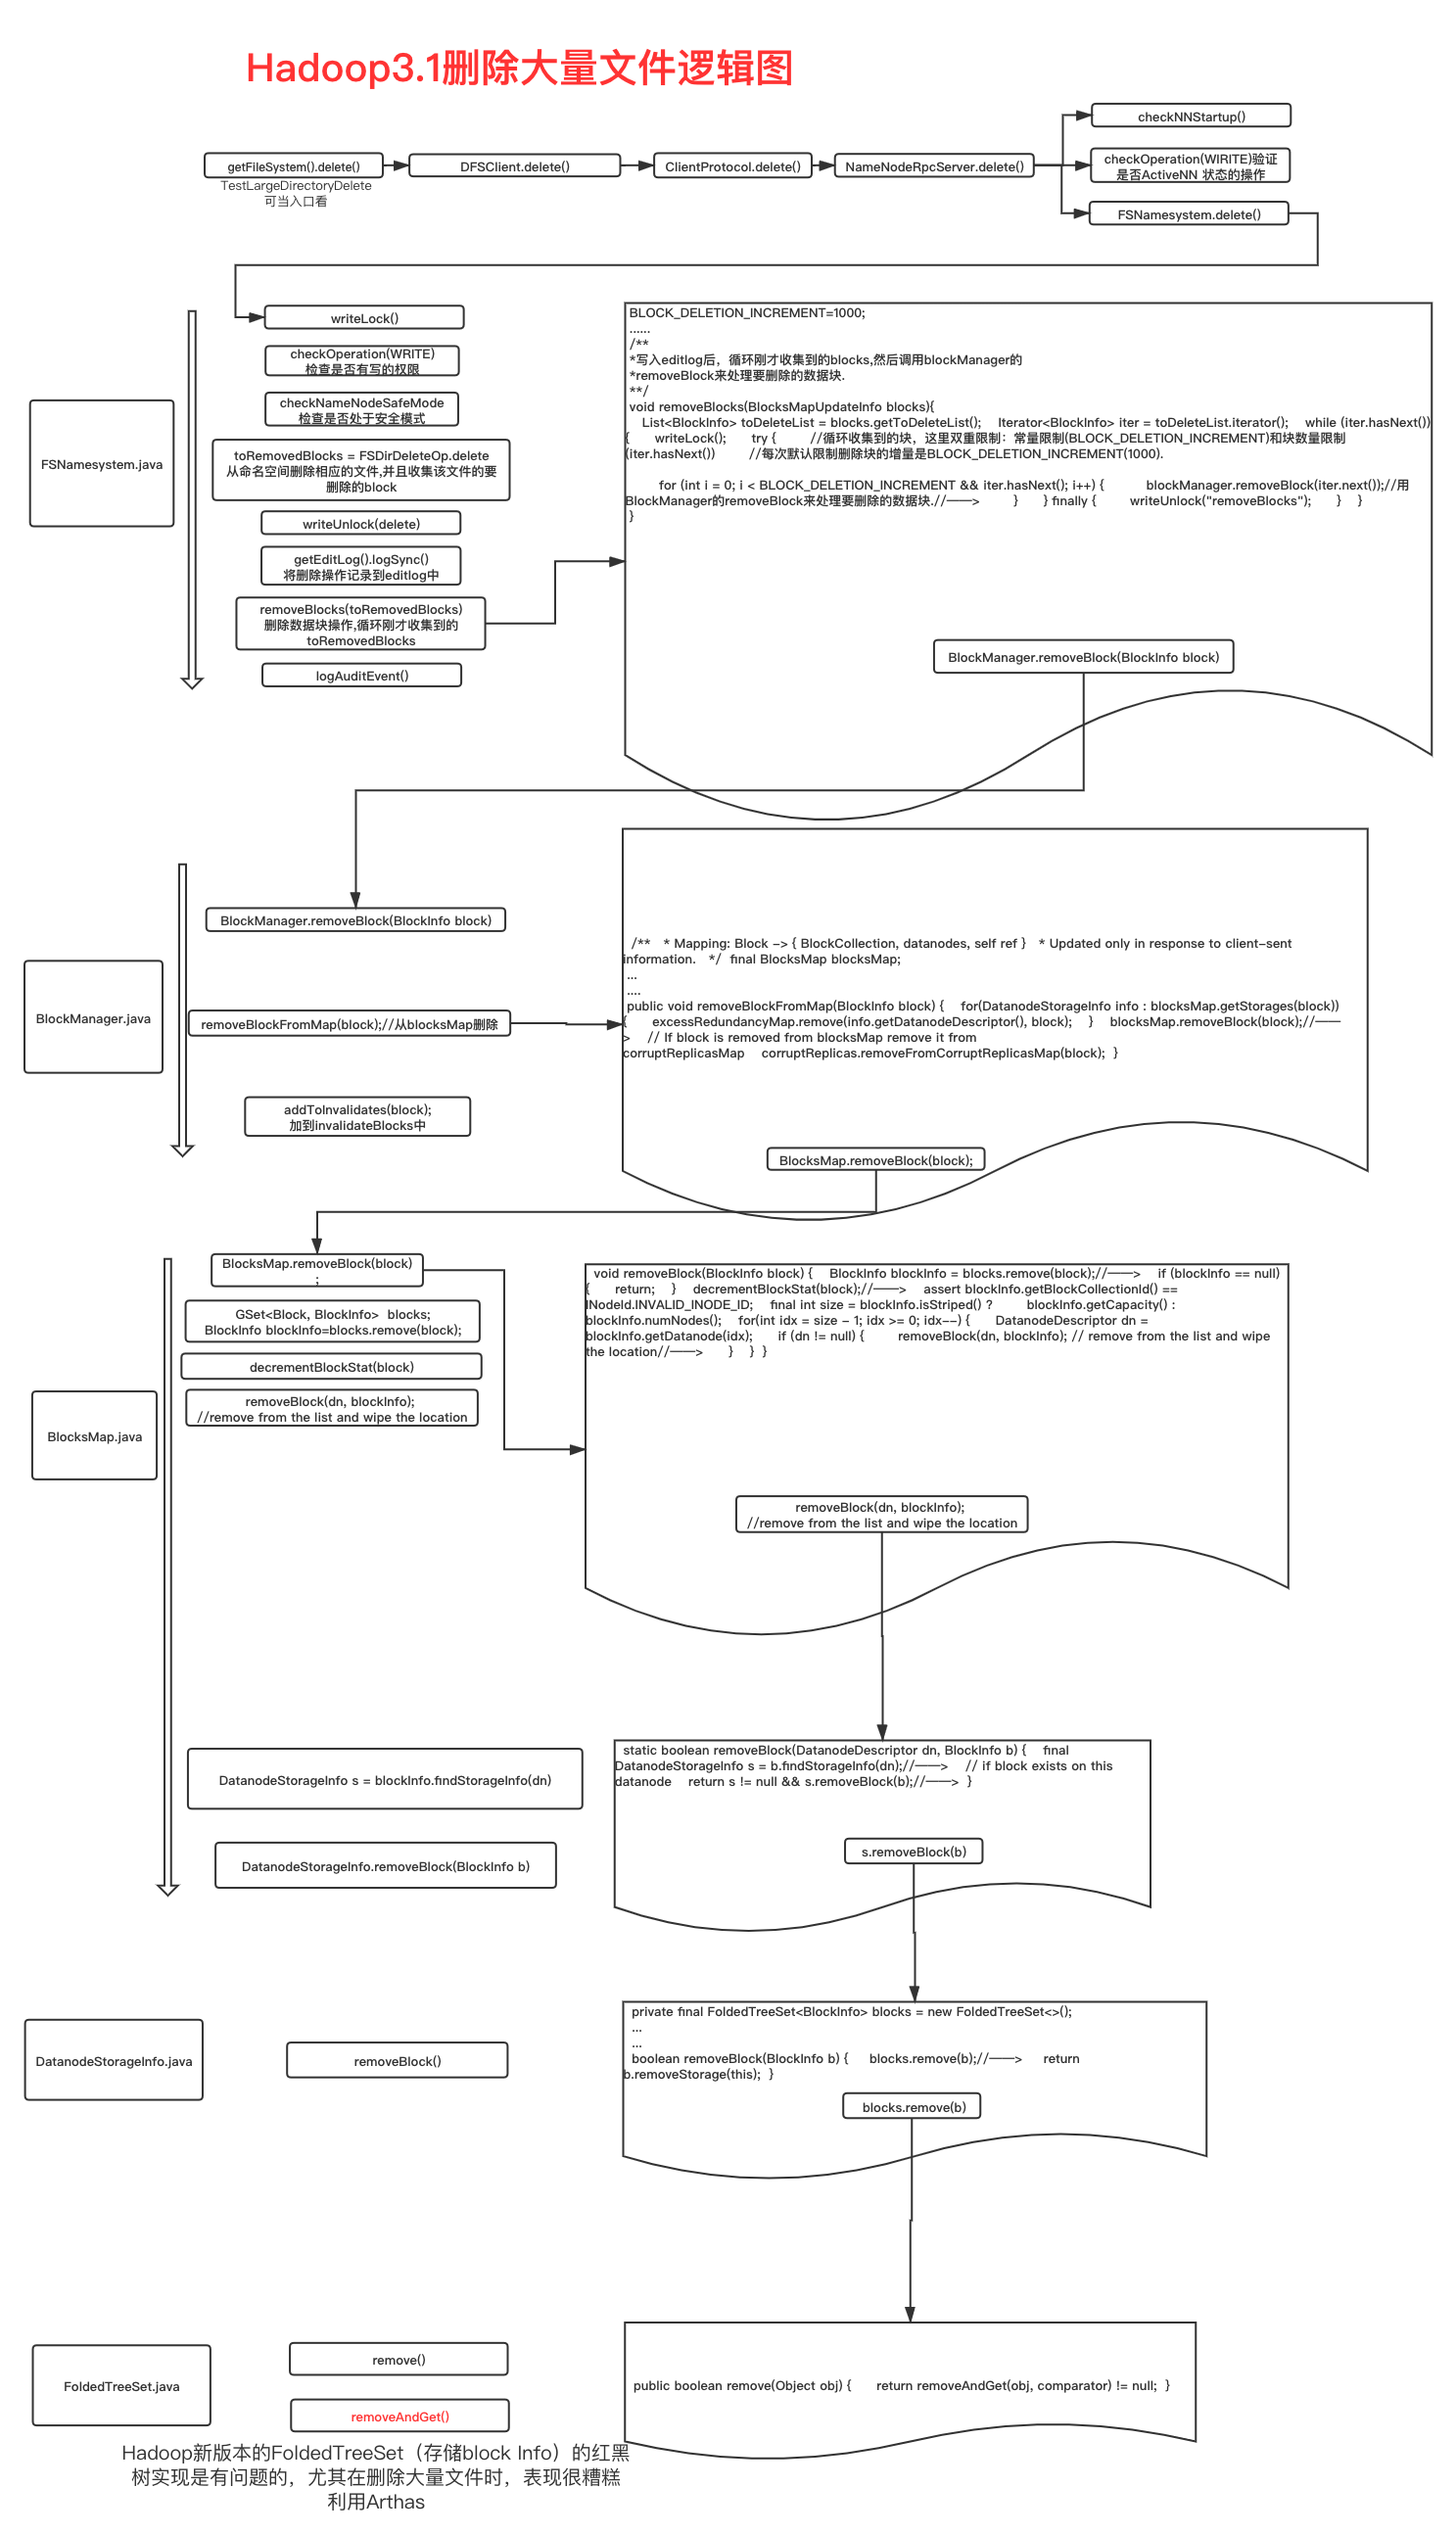 Hadoop3.1删除大量文件逻辑图
checkNNStartup()
getFileSystem().delete()
DFSClient.delete()
ClientProtocol.delete()
NameNodeRpcServer.delete()
checkOperation(WIRITE)验证
是否ActiveNN 状态的操作
TestLargeDirectoryDelete
可当入口看
FSNamesystem.delete()
FSNamesystem.java
writeLock()
checkOperation(WRITE)
检查是否有写的权限
checkNameNodeSafeMode
检查是否处于安全模式
toRemovedBlocks = FSDirDeleteOp.delete
从命名空间删除相应的文件,并且收集该文件的要
删除的block
writeUnlock(delete)
getEditLog().logSync()
将删除操作记录到editlog中
removeBlocks(toRemovedBlocks)
删除数据块操作,循环刚才收集到的
toRemovedBlocks
logAuditEvent()
BLOCK_DELETION_INCREMENT=1000;
......
/**
*写入editlog后，循环刚才收集到的blocks,然后调用blockManager的
*removeBlock来处理要删除的数据块.
**/
void removeBlocks(BlocksMapUpdateInfo blocks){
List<BlockInfo> toDeleteList = blocks.getToDeleteList(); Iterator<BlockInfo> iter = toDeleteList.iterator(); while (iter.hasNext())
{ writeLock(); try { //循环收集到的块，这里双重限制：常量限制(BLOCK_DELETION_INCREMENT)和块数量限制
(iter.hasNext()) //每次默认限制删除块的增量是BLOCK_DELETION_INCREMENT(1000).
for (int i = 0; i < BLOCK_DELETION_INCREMENT && iter.hasNext(); i++) { blockManager.removeBlock(iter.next());//用
BlockManager的removeBlock来处理要删除的数据块.//——> } } finally { writeUnlock("removeBlocks"); } }
}
BlockManager.removeBlock(BlockInfo block)
BlockManager.java
BlockManager.removeBlock(BlockInfo block)
removeBlockFromMap(block);//从blocksMap删除
addToInvalidates(block);
加到invalidateBlocks中
/** * Mapping: Block -> { BlockCollection, datanodes, self ref } * Updated only in response to client-sent
information. */ final BlocksMap blocksMap;
...
....
public void removeBlockFromMap(BlockInfo block) { for(DatanodeStorageInfo info : blocksMap.getStorages(block))
{ excessRedundancyMap.remove(info.getDatanodeDescriptor(), block); } blocksMap.removeBlock(block);//——
> // If block is removed from blocksMap remove it from
corruptReplicasMap corruptReplicas.removeFromCorruptReplicasMap(block); }
BlocksMap.removeBlock(block);
BlocksMap.java
BlocksMap.removeBlock(block)
;
GSet<Block, BlockInfo> blocks;
BlockInfo blockInfo=blocks.remove(block);
decrementBlockStat(block)
removeBlock(dn, blockInfo);
//remove from the list and wipe the location
void removeBlock(BlockInfo block) { BlockInfo blockInfo = blocks.remove(block);//——> if (blockInfo == null)
{ return; } decrementBlockStat(block);//——> assert blockInfo.getBlockCollectionId() ==
INodeId.INVALID_INODE_ID; final int size = blockInfo.isStriped() ? blockInfo.getCapacity() :
blockInfo.numNodes(); for(int idx = size - 1; idx >= 0; idx--) { DatanodeDescriptor dn =
blockInfo.getDatanode(idx); if (dn != null) { removeBlock(dn, blockInfo); // remove from the list and wipe
the location//——> } } }
removeBlock(dn, blockInfo);
//remove from the list and wipe the location
DatanodeStorageInfo s = blockInfo.findStorageInfo(dn)
DatanodeStorageInfo.removeBlock(BlockInfo b)
static boolean removeBlock(DatanodeDescriptor dn, BlockInfo b) { final
DatanodeStorageInfo s = b.findStorageInfo(dn);//——> // if block exists on this
datanode return s != null && s.removeBlock(b);//——> }
s.removeBlock(b)
DatanodeStorageInfo.java
removeBlock()
private final FoldedTreeSet<BlockInfo> blocks = new FoldedTreeSet<>();
...
...
boolean removeBlock(BlockInfo b) { blocks.remove(b);//——> return
b.removeStorage(this); }
blocks.remove(b)
FoldedTreeSet.java
remove()
removeAndGet()
public boolean remove(Object obj) { return removeAndGet(obj, comparator) != null; }
Hadoop新版本的FoldedTreeSet（存储block Info）的红黑
树实现是有问题的，尤其在删除大量文件时，表现很糟糕
利用Arthas